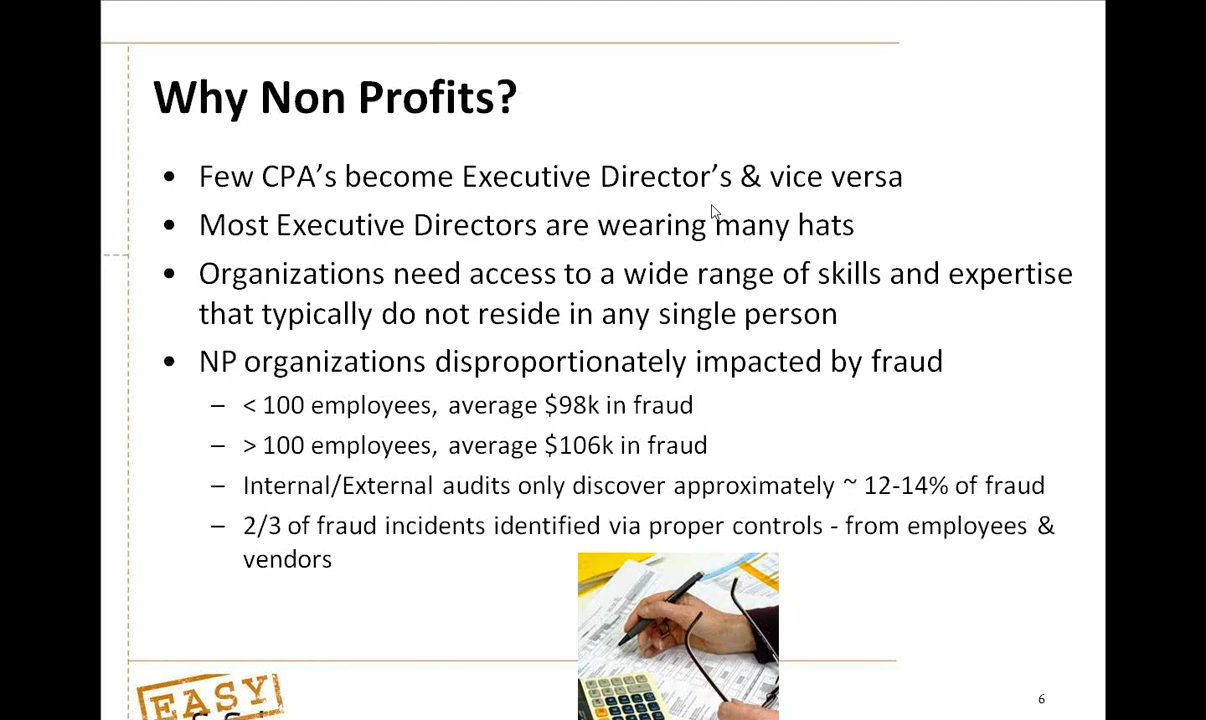 Why Non Profits?
• Few CPA’s become Executive Director’s & vice versa
• Most Executive Directors are wearing many hats
• Organizations need access to a wide range of skills and expertise
that typically do not reside in any single person
• NP organizations disproportionately impacted by fraud
– < 100 employees, average $98k in fraud
– > 100 employees, average $106k in fraud
– Internal/External audits only discover approximately ~ 12-14% of fraud
– 2/3 of fraud incidents identified via proper controls - from employees &
vendors
EASY
6